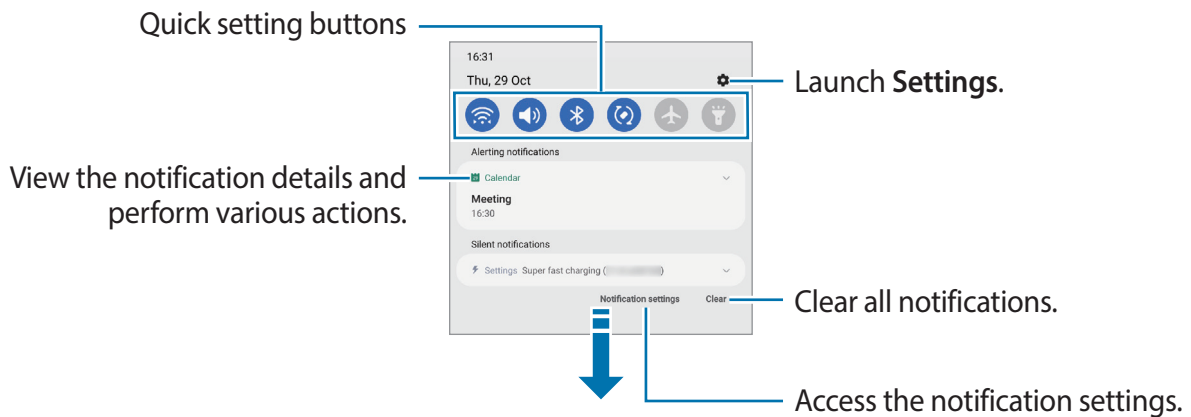 Quick setting buttons
16:31
Thu, 29 Oct
Launch Settings.
Alerting notifications
View the notification details and
perform various actions.
Calendar
Meeting
16:30
Silent notifications
Settings Super fast charging ( )
Notification settings Clear
Clear all notifications.
Access the notification settings.